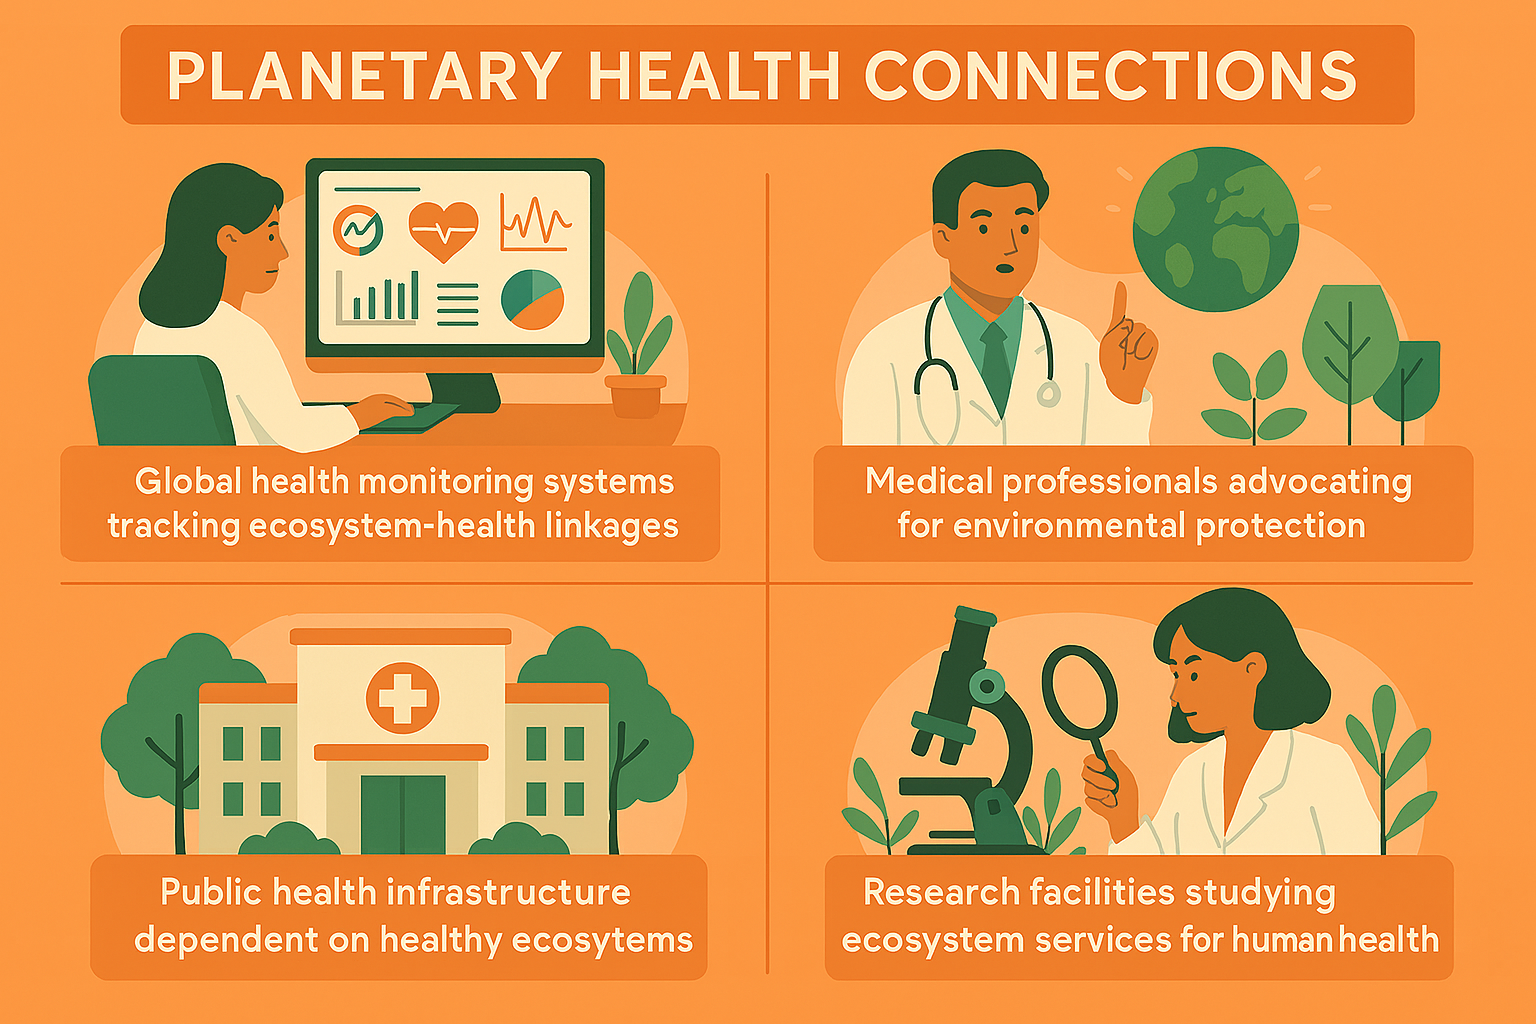 PLANETARY HEALTH CONNECTIONS
Global health monitoring systems
tracking ecosystem-health linkages
Medical professionals advocating
for environmental protection
Public health infrastructure
dependent on healthy ecosytems
Research facilities studying
ecosystem services for human health